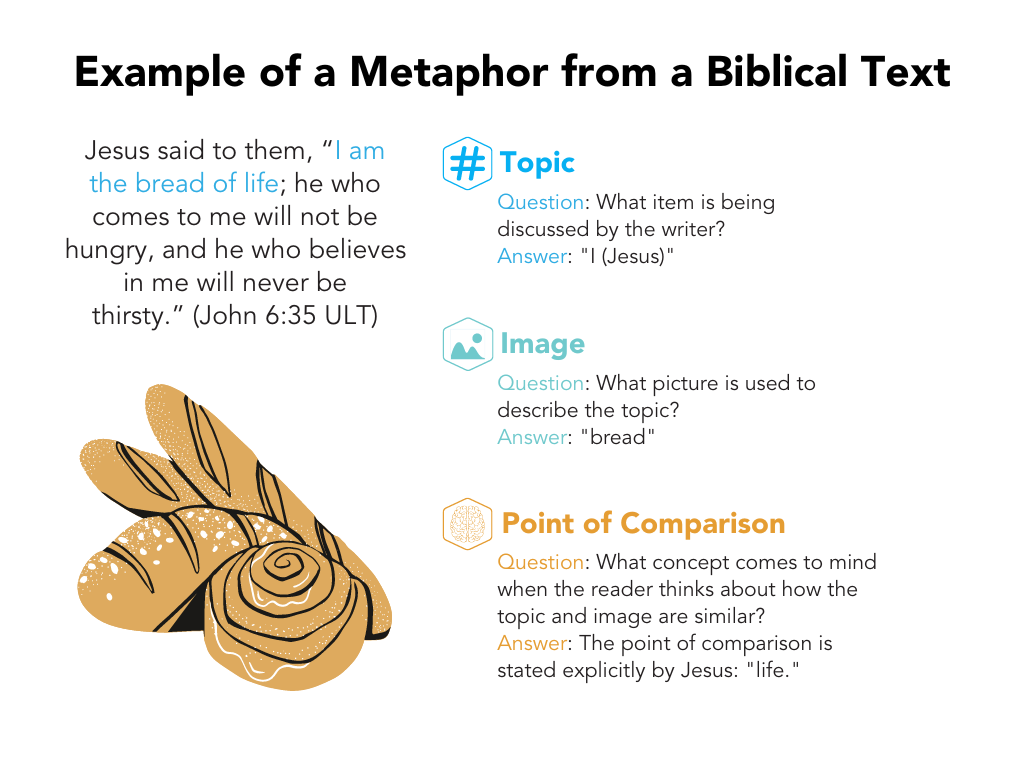 Example of a Metaphor from a Biblical Text
Jesus said to them, “I am
the bread of life; he who
comes to me will not be
hungry, and he who believes
in me will never be
thirsty.” (John 6:35 ULT)
# Topic
Question: What item is being
discussed by the writer?
Answer: "I (Jesus)"
Image
Question: What picture is used to
describe the topic?
Answer: "bread"
Point of Comparison
Question: What concept comes to mind
when the reader thinks about how the
topic and image are similar?
Answer: The point of comparison is
stated explicitly by Jesus: "life."